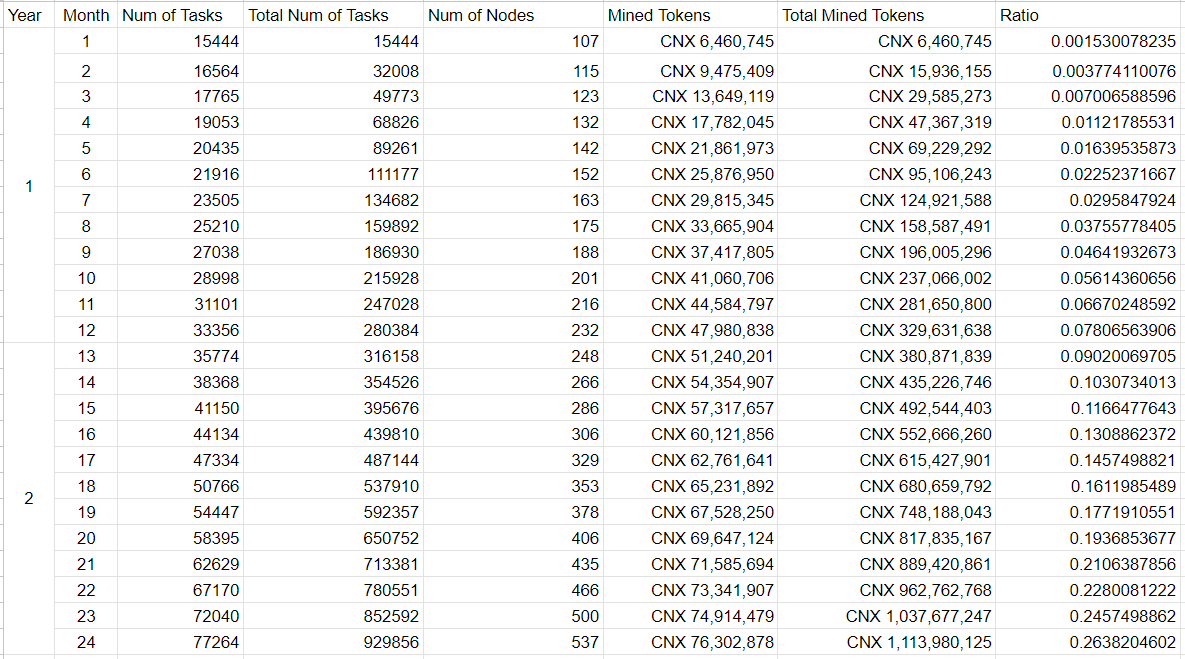 Year Month Num of Tasks Total Num of Tasks Num of Nodes Mined Tokens Total Mined Tokens Ratio
1 15444 15444 107 CNX 6,460,745 CNX 6,460,745 0.001530078235
2 16564 32008 115 CNX 9,475,409 CNX 15,936,155 0.003774110076
3 17765 49773 123 CNX 13,649,119 CNX 29,585,273 0.007006588596
4 19053 68826 132 CNX 17,782,045 CNX 47,367,319 0.01121785531
5 20435 89261 142 CNX 21,861,973 CNX 69,229,292 0.01639535873
6 21916 111177 152 CNX 25,876,950 CNX 95,106,243 0.02252371667
1
7 23505 134682 163 CNX 29,815,345 CNX 124,921,588 0.0295847924
8 25210 159892 175 CNX 33,665,904 CNX 158,587,491 0.03755778405
9 27038 186930 188 CNX 37,417,805 CNX 196,005,296 0.04641932673
10 28998 215928 201 CNX 41,060,706 CNX 237,066,002 0.05614360656
11 31101 247028 216 CNX 44,584,797 CNX 281,650,800 0.06670248592
12 33356 280384 232 CNX 47,980,838 CNX 329,631,638 0.07806563906
13 35774 316158 248 CNX 51,240,201 CNX 380,871,839 0.09020069705
14 38368 354526 266 CNX 54,354,907 CNX 435,226,746 0.1030734013
15 41150 395676 286 CNX 57,317,657 CNX 492,544,403 0.1166477643
16 44134 439810 306 CNX 60,121,856 CNX 552,666,260 0.1308862372
17 47334 487144 329 CNX 62,761,641 CNX 615,427,901 0.1457498821
18 50766 537910 353 CNX 65,231,892 CNX 680,659,792 0.1611985489
2
19 54447 592357 378 CNX 67,528,250 CNX 748,188,043 0.1771910551
20 58395 650752 406 CNX 69,647,124 CNX 817,835,167 0.1936853677
21 62629 713381 435 CNX 71,585,694 CNX 889,420,861 0.2106387856
22 67170 780551 466 CNX 73,341,907 CNX 962,762,768 0.2280081222
23 72040 852592 500 CNX 74,914,479 CNX 1,037,677,247 0.2457498862
24 77264 929856 537 CNX 76,302,878 CNX 1,113,980,125 0.2638204602